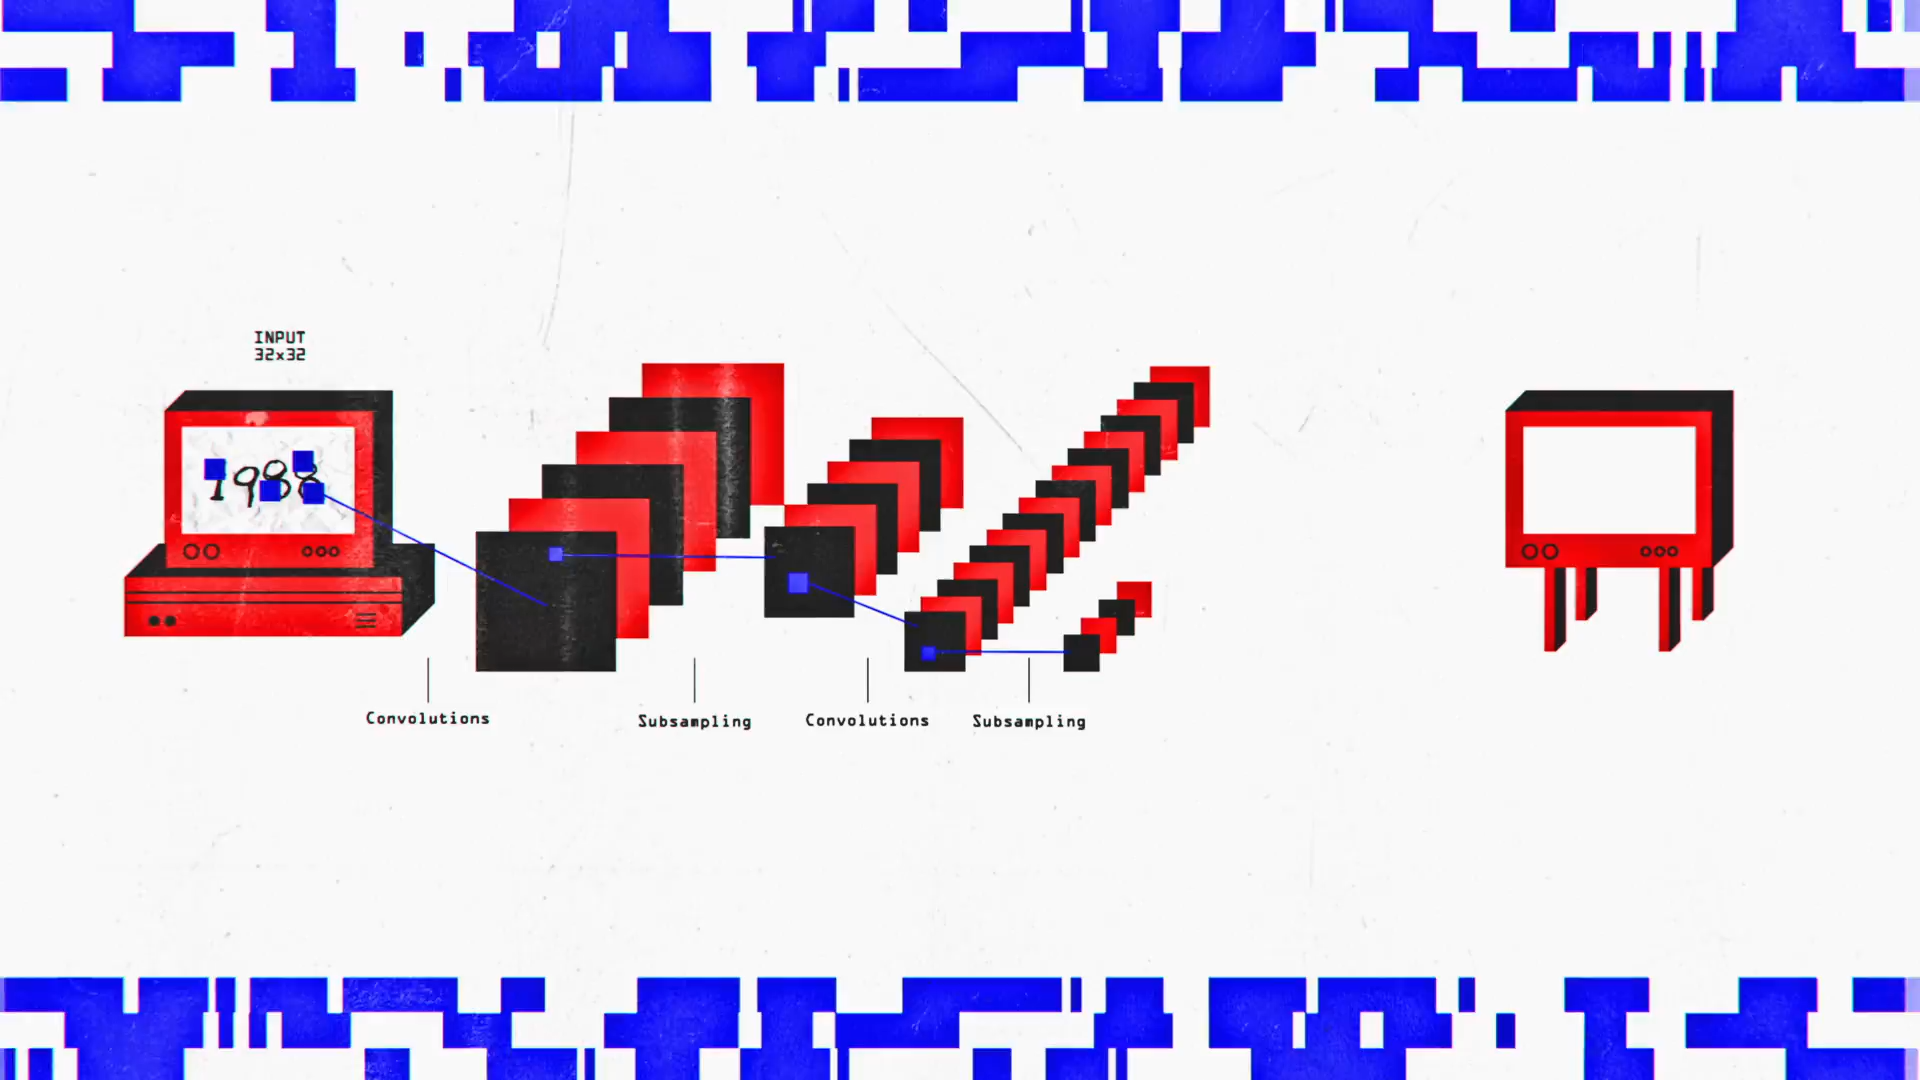 INPUT
32x32
1988
Convolutions
Subsampling
Convolutions
Subsampling